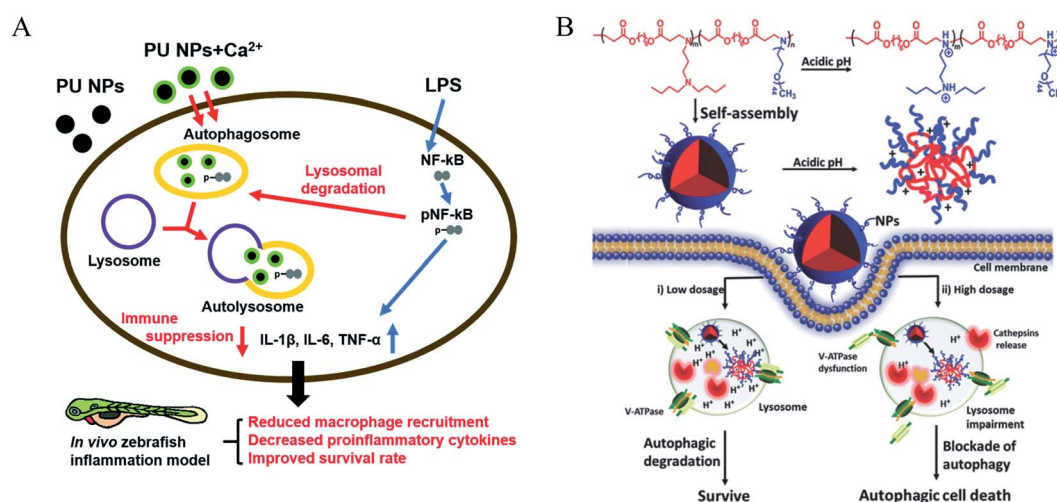 A
PU NPs+Ca²⁺
PU NPs
LPS
Autophagosome
NF-kB
p
Lysosomal
degradation
pNF-kB
p
Lysosome
p
Autolysosome
Immune
suppression
IL-1β, IL-6, TNF-α
In vivo zebrafish
inflammation model
Reduced macrophage recruitment
Decreased proinflammatory cytokines
Improved survival rate
B
Acidic pH
Self-assembly
Acidic pH
NPs
Cell membrane
i) Low dosage
ii) High dosage
H⁺
H⁺
H⁺
H⁺
H⁺
H⁺
H⁺
H⁺
V-ATPase
Lysosome
V-ATPase
dysfunction
H⁺
H⁺
H⁺
Cathepsins
release
Lysosome
impairment
Autophagic
degradation
Survive
Blockade of
autophagy
Autophagic cell death